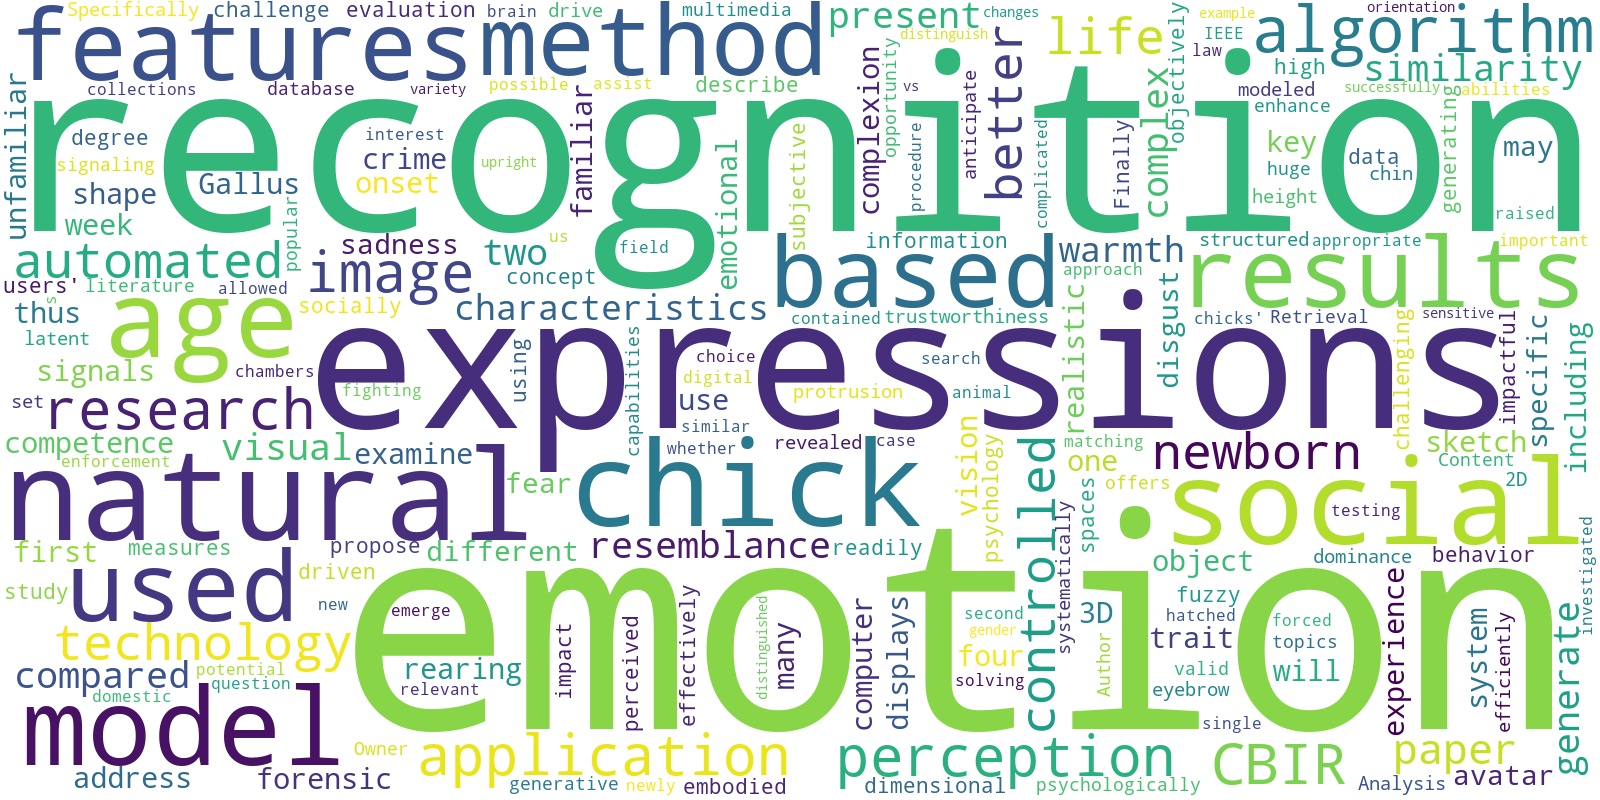 Specifically challenge evaluation brain drive multimedia present changes example orientation
features method distinguish IEEE algorithm
life law
collections database variety possible assist describe complexion opportunity vs anticipate better high similarity
recognition
unfamiliar degree interest familiar modeled successfully abilities
signaling crime upright emotional subjective procedure complicated Finally complex objectively enhance key generating data may
shape Gallus onset huge chin
week popular height raised
automated sadness two us field information warmth structured appropriate important
users' literature allowed image concept based approach results
s age socially characteristics contained trustworthiness realistic disgust chicks' Retrieval sensitive
thus
latent
expressions
signals chambers using capabilities choice search challenging impactful specific including
fighting digital protrusion animal
set research use
similar
competence visual examine whether revealed case vision psychology matching newborn sketch
enforcement one Content
natural fear chick offers social 2D
controlled testing
first measures propose different resemblance readily systematically spaces object dominance behavior investigated
study used driven
new emerge effectively distinguished second fuzzy hatched forced
emotion
technology impact perceived many computer displays gender 3D trait topics experience system efficiently generate
compared potential rearing four Author will
domestic question relevant solving valid
eyebrow
model single
Owner application perception CBIR paper
address forensic generative newly embodied dimensional psychologically Analysis avatar